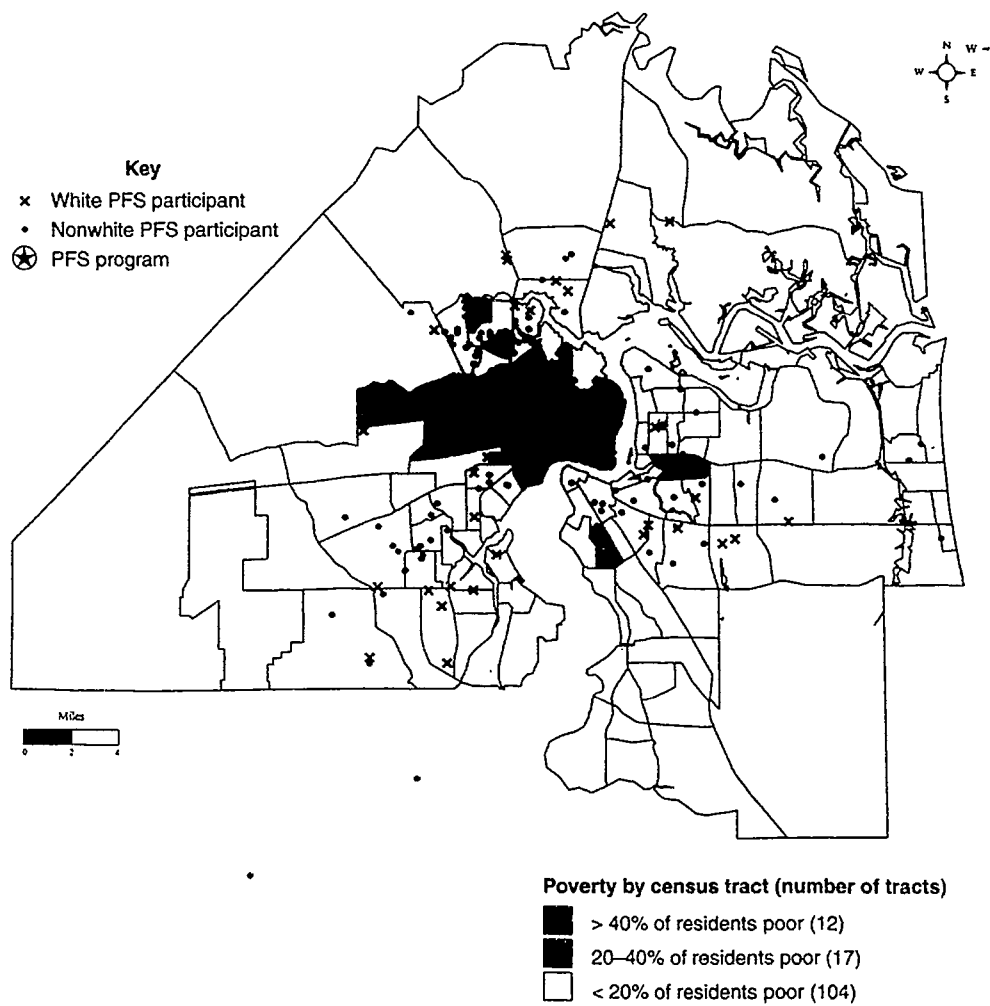 N W -
W E
S
Key
× White PFS participant
• Nonwhite PFS participant
PFS program
Miles
0 2 4
Poverty by census tract (number of tracts)
> 40% of residents poor (12)
20–40% of residents poor (17)
< 20% of residents poor (104)